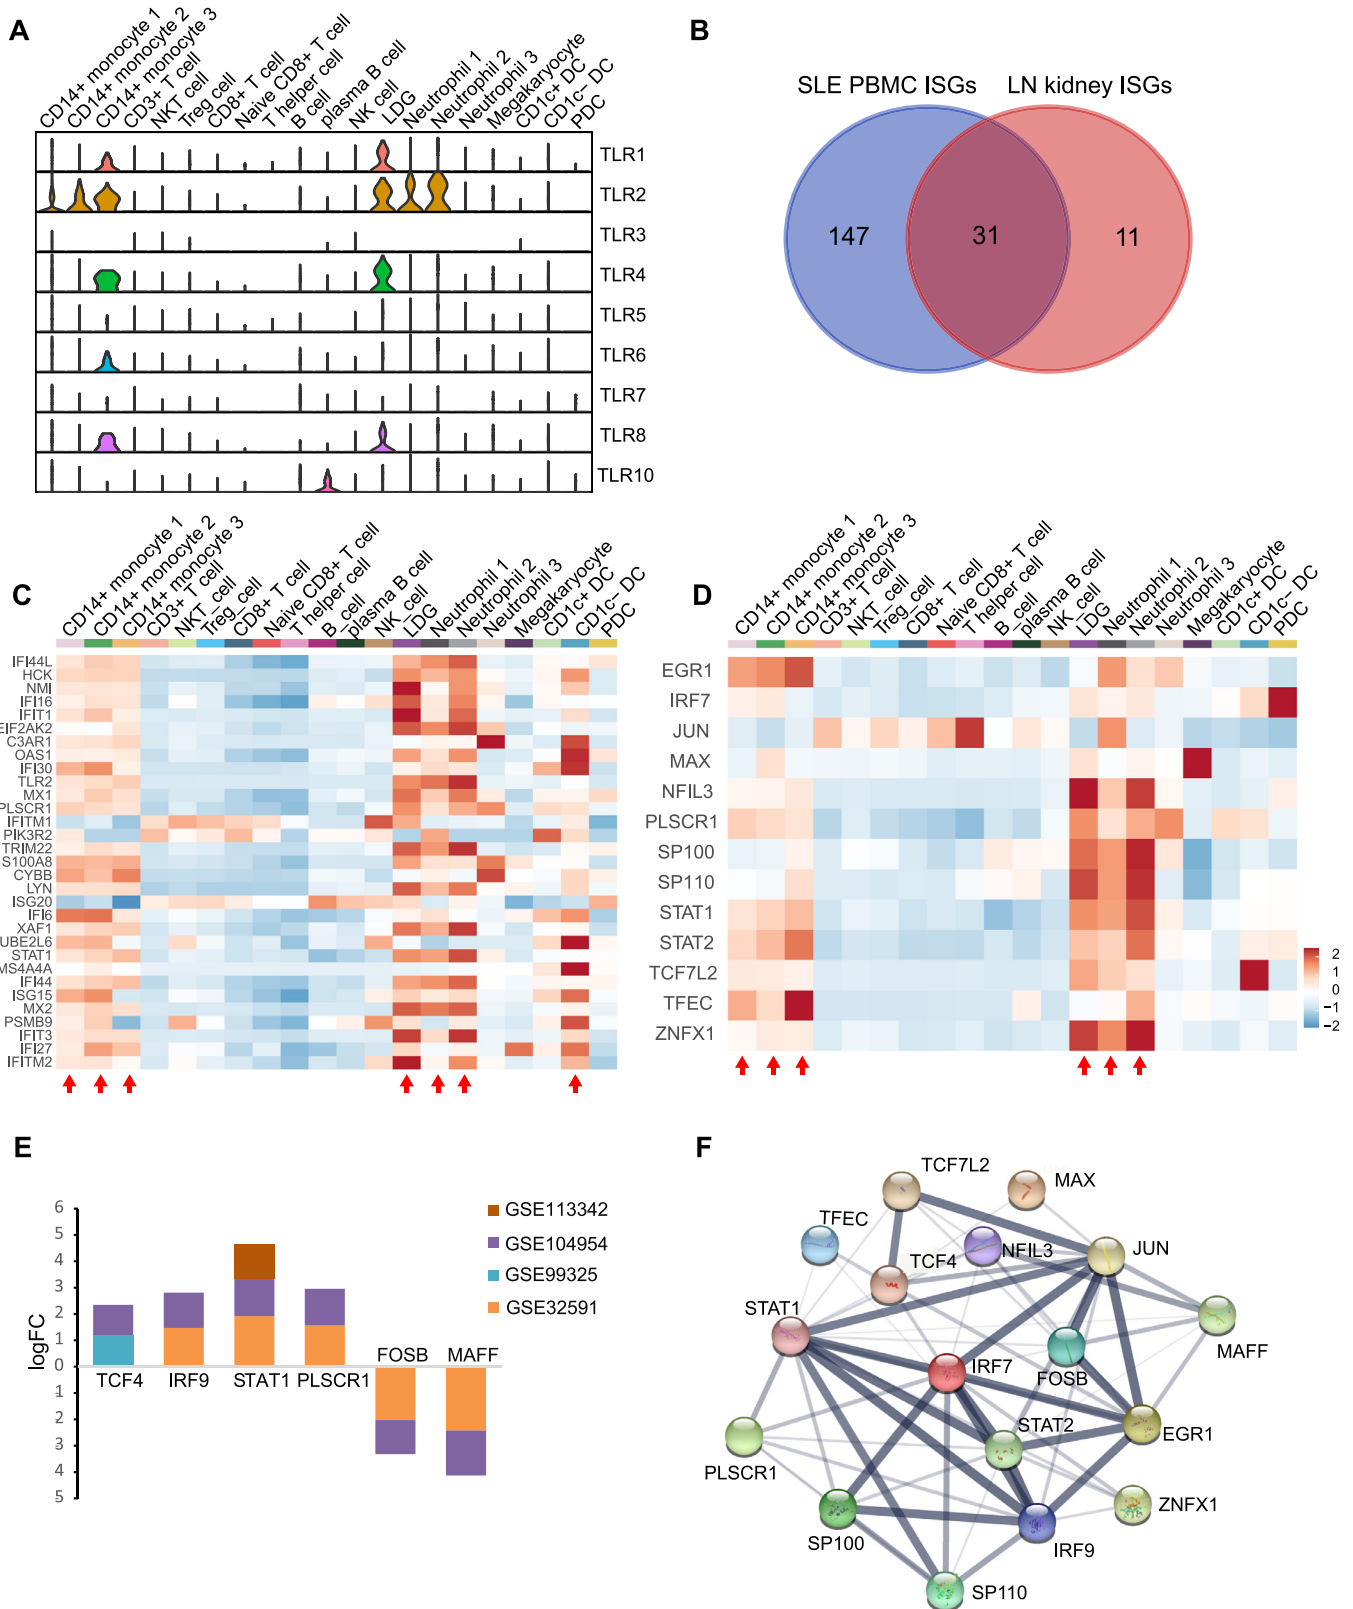 A
CD14+ monocyte 1
CD14+ monocyte 2
CD14+ monocyte 3
CD3+ T cell
NKT cell
Treg cell
CD8+ T cell
Naive CD8+ T cell
T helper cell
B cell
plasma B cell
NK cell
LDG
Neutrophil 1
Neutrophil 2
Neutrophil 3
Megakaryocyte
CD1c+ DC
CD1c− DC
PDC
TLR1
TLR2
TLR3
TLR4
TLR5
TLR6
TLR7
TLR8
TLR10
B
SLE PBMC ISGs
LN kidney ISGs
147
31
11
C
CD14+ monocyte 1
CD14+ monocyte 2
CD14+ monocyte 3
CD3+ T cell
NKT_cell
Treg_cell
CD8+ T cell
Naive CD8+ T cell
T helper cell
B_cell
plasma B cell
NK_cell
LDG
Neutrophil 1
Neutrophil 2
Neutrophil 3
Megakaryocyte
CD1c+ DC
CD1c− DC
PDC
IFI44L
HCK
NMI
IFI16
IFIT1
EIF2AK2
C3AR1
OAS1
IFI30
TLR2
MX1
PLSCR1
IFITM1
PIK3R2
TRIM22
S100A8
CYBB
LYN
ISG20
IFI6
XAF1
UBE2L6
STAT1
MS4A4A
IFI44
ISG15
MX2
PSMB9
IFIT3
IFI27
IFITM2
D
CD14+ monocyte 1
CD14+ monocyte 2
CD14+ monocyte 3
CD3+ T cell
NKT_cell
Treg_cell
CD8+ T cell
Naive CD8+ T cell
T helper cell
B_cell
plasma B cell
NK_cell
LDG
Neutrophil 1
Neutrophil 2
Neutrophil 3
Megakaryocyte
CD1c+ DC
CD1c− DC
PDC
EGR1
IRF7
JUN
MAX
NFIL3
PLSCR1
SP100
SP110
STAT1
STAT2
TCF7L2
TFEC
ZNFX1
2
1
0
−1
−2
E
logFC
6
5
4
3
2
1
0
1
2
3
4
5
TCF4
IRF9
STAT1
PLSCR1
FOSB
MAFF
GSE113342
GSE104954
GSE99325
GSE32591
F
TCF7L2
MAX
TFEC
TCF4
NFIL3
JUN
STAT1
MAFF
IRF7
FOSB
STAT2
EGR1
PLSCR1
ZNFX1
SP100
IRF9
SP110